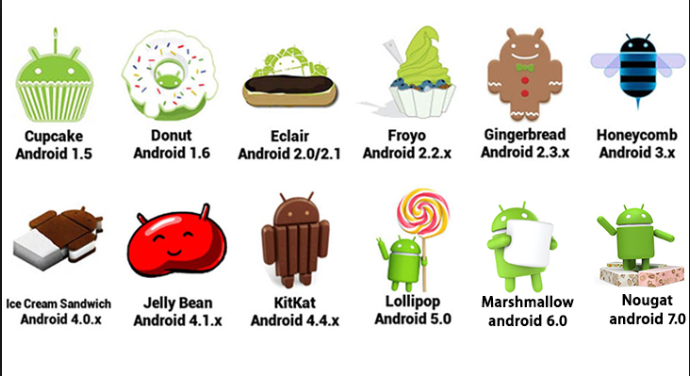 Cupcake
Android 1.5
Donut
Android 1.6
Eclair
Android 2.0/2.1
Froyo
Android 2.2.x
Gingerbread
Android 2.3.x
Honeycomb
Android 3.x
Ice Cream Sandwich
Android 4.0.x
Jelly Bean
Android 4.1.x
KitKat
Android 4.4.x
Lollipop
Android 5.0
Marshmallow
android 6.0
Nougat
android 7.0